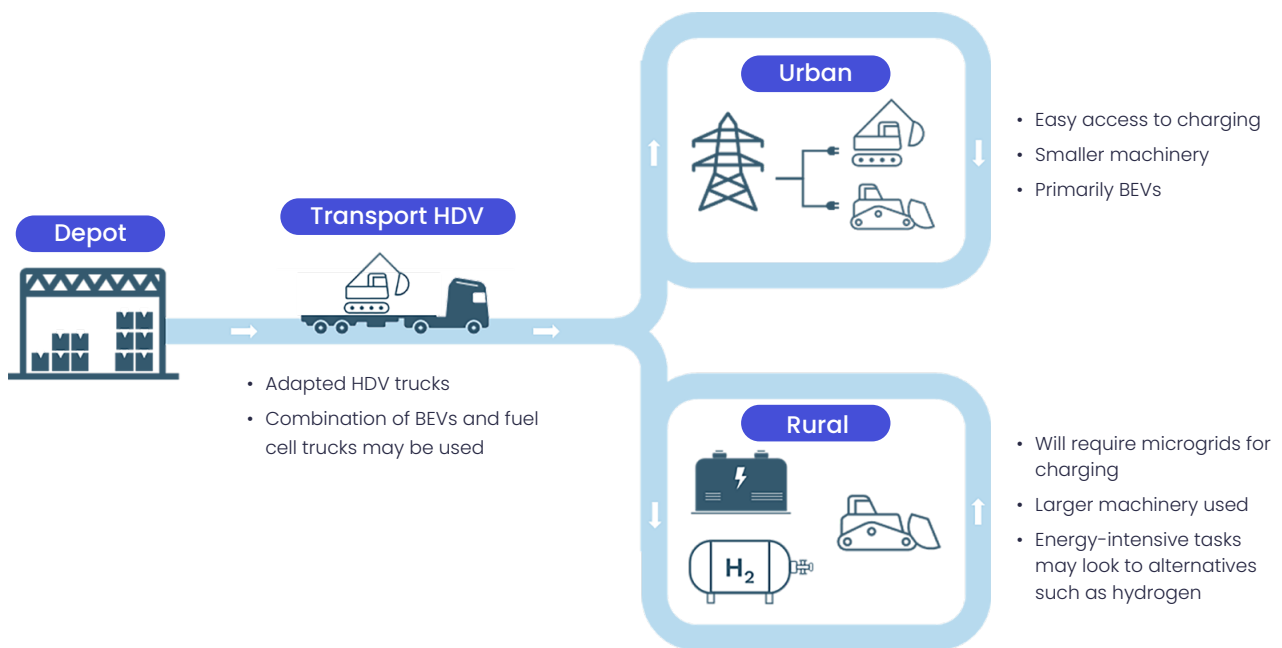 Depot
Transport HDV
• Adapted HDV trucks
• Combination of BEVs and fuel
cell trucks may be used
Urban
• Easy access to charging
• Smaller machinery
• Primarily BEVs
Rural
H₂
• Will require microgrids for
charging
• Larger machinery used
• Energy-intensive tasks
may look to alternatives
such as hydrogen